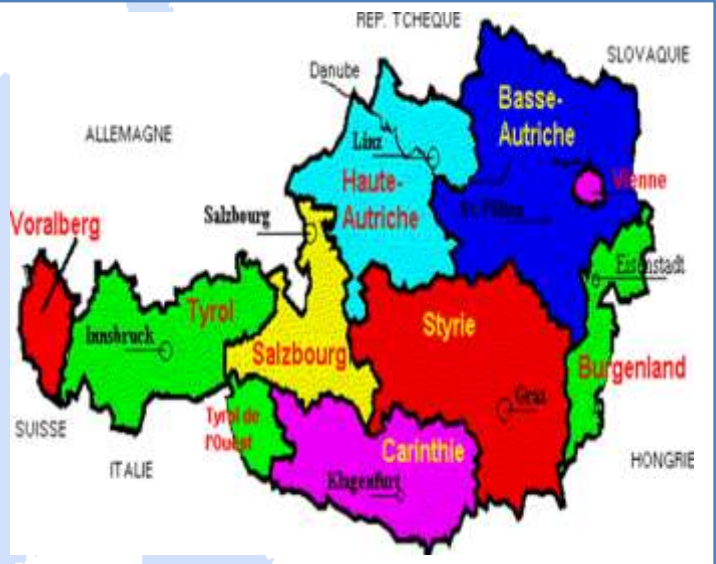 REP. TCHEQUE
SLOVAQUIE
Danube
Basse-
Autriche
ALLEMAGNE
Linz
Haute-
Autriche
Vienne
Salzbourg
St. Pölten
Voralberg
Eisenstadt
Tyrol
Innsbruck
Styrie
Salzbourg
Burgenland
Graz
Tyrol de
l'Ouest
SUISSE
Carinthie
ITALIE
HONGRIE
Klagenfurt